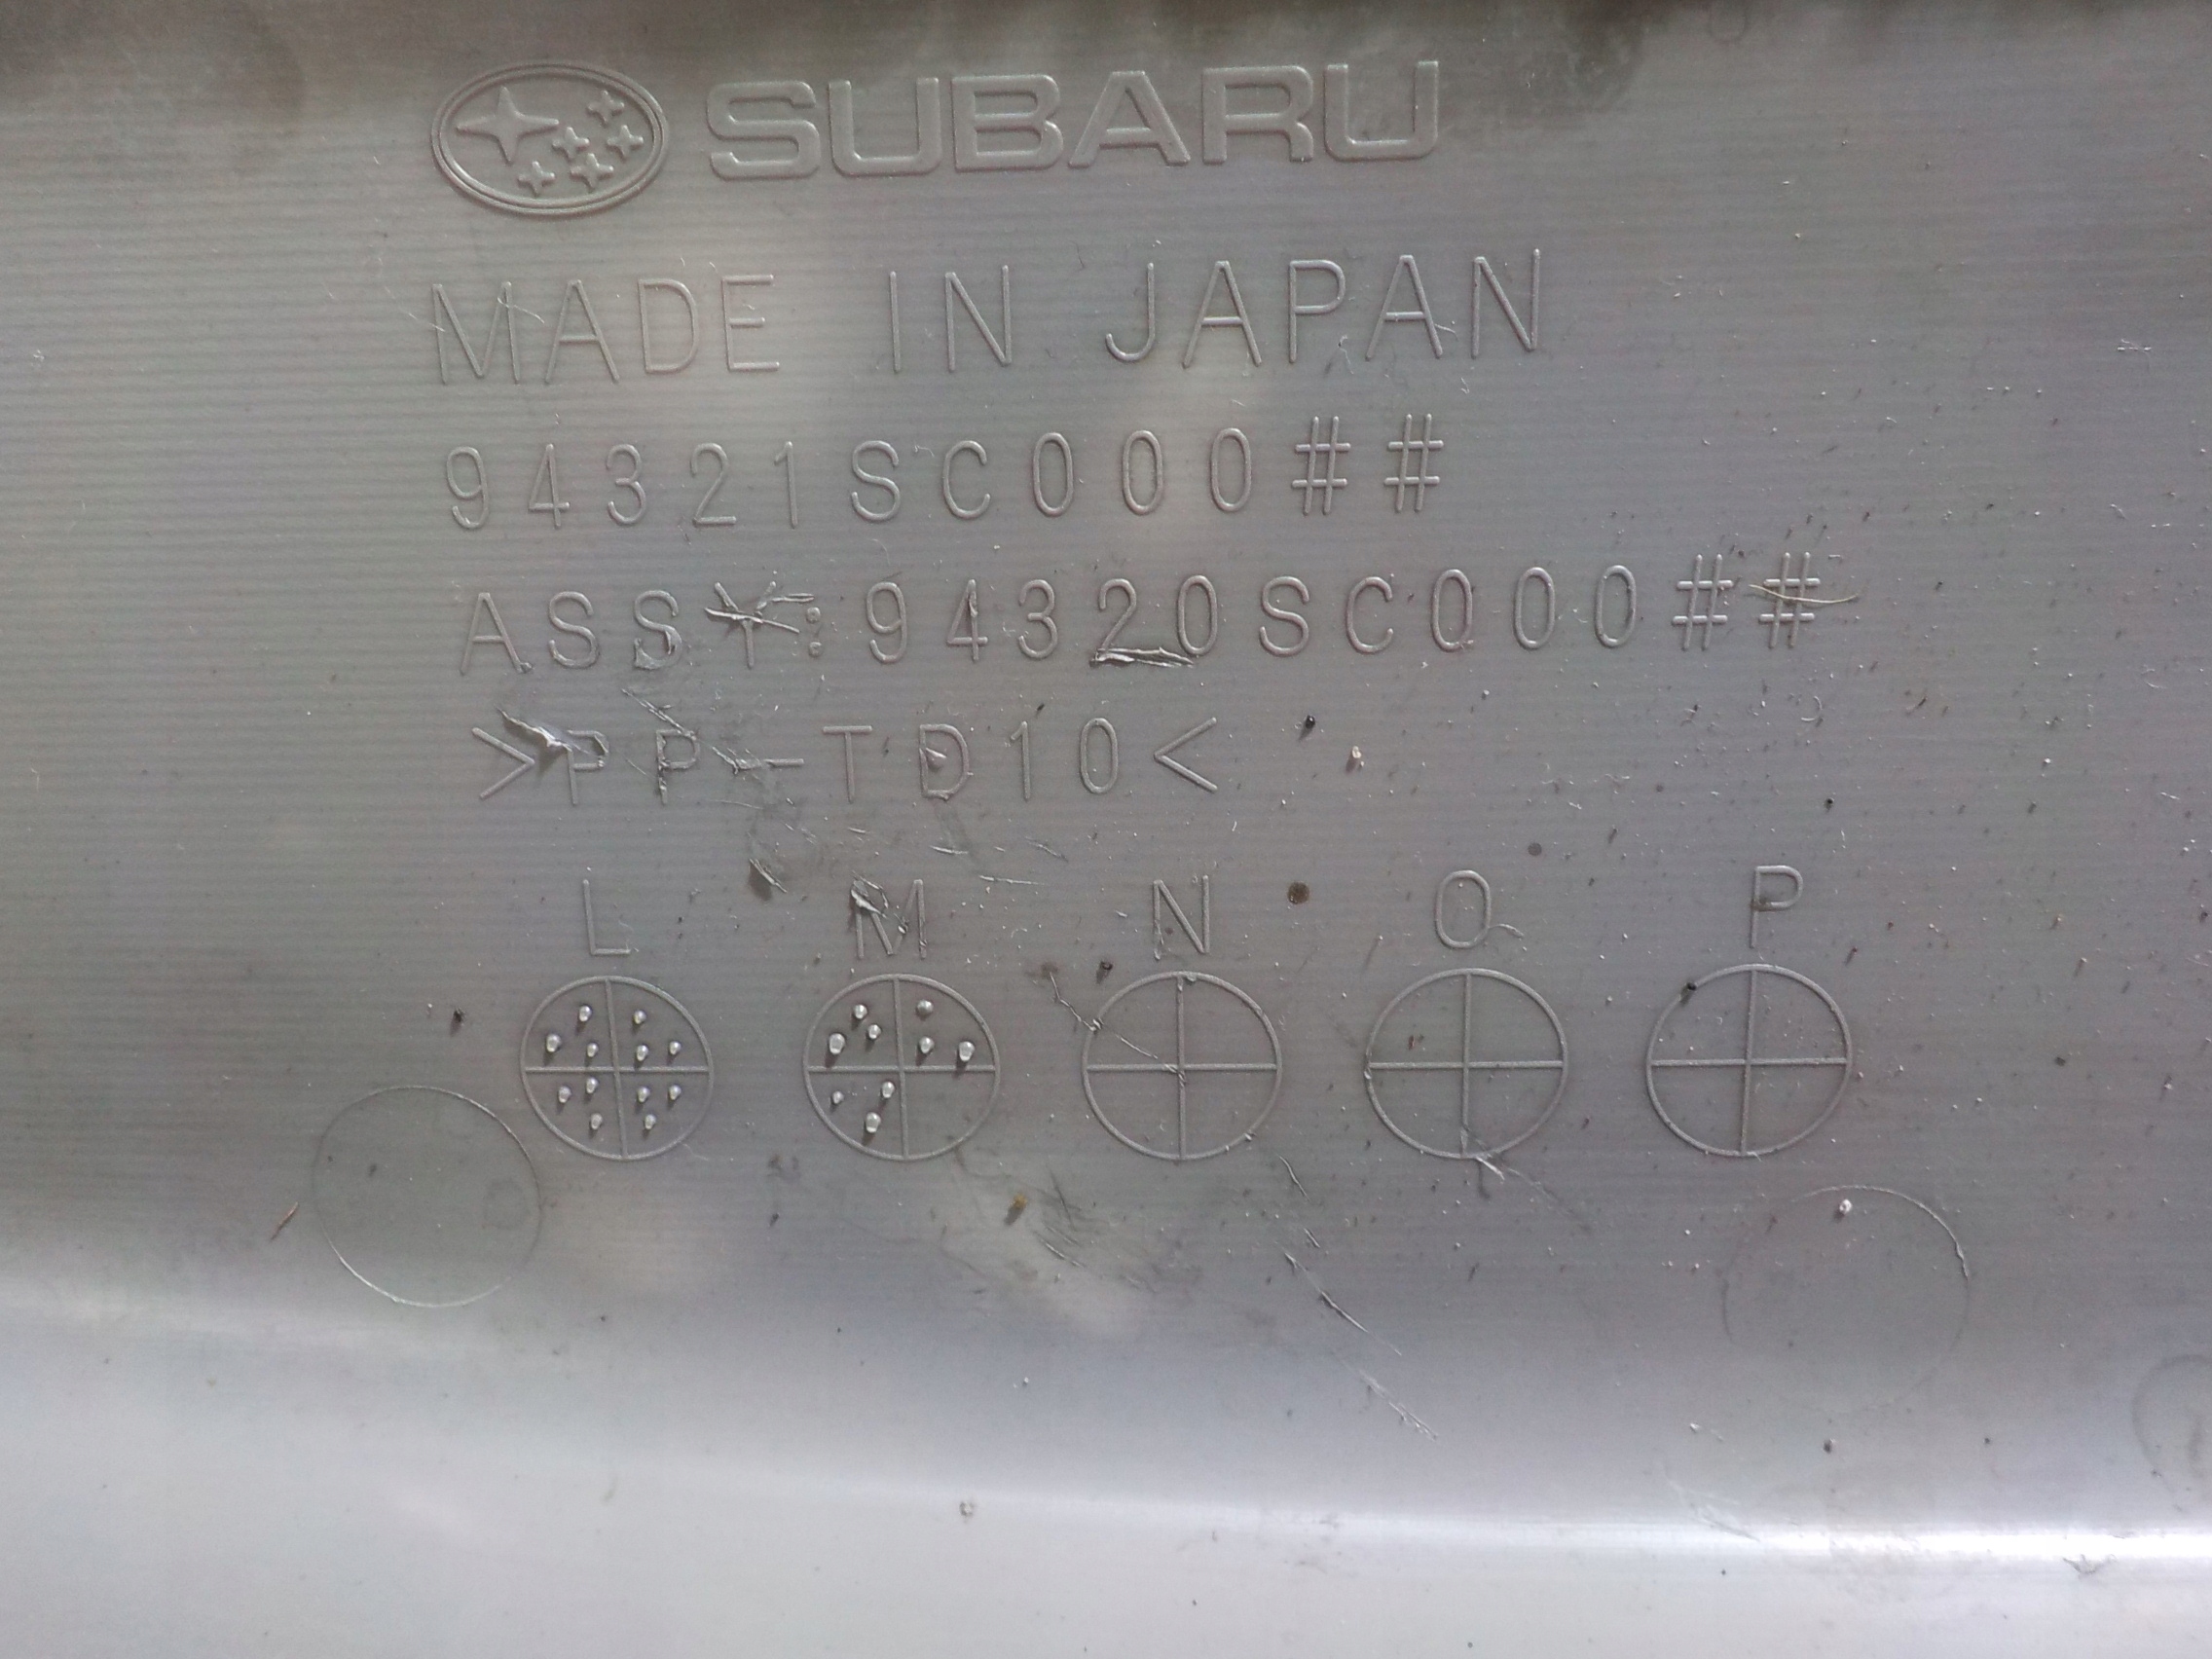 SUBARU
MADE IN JAPAN
94321SC000##
ASSY:94320SC000##
>PP-TD10<
L M N O P